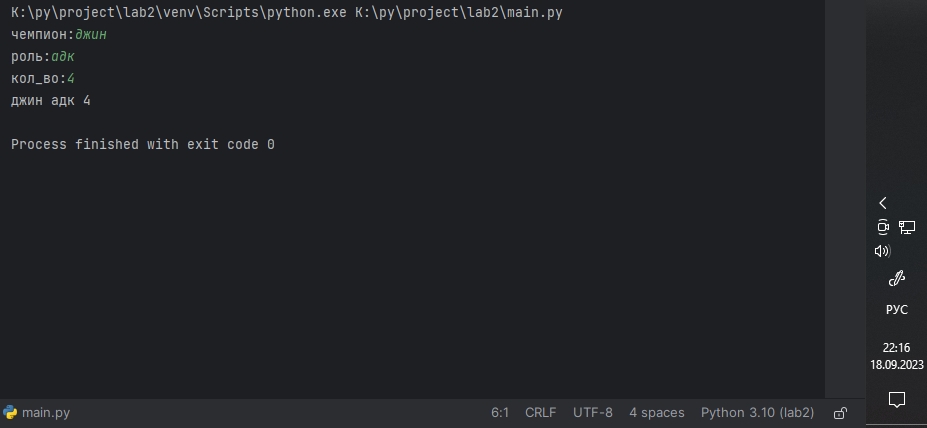 K:\py\project\lab2\venv\Scripts\python.exe K:\py\project\lab2\main.py
чемпион:джин
роль:адк
кол_во:4
джин адк 4
Process finished with exit code 0
РУС
22:16
18.09.2023
main.py 6:1 CRLF UTF-8 4 spaces Python 3.10 (lab2)